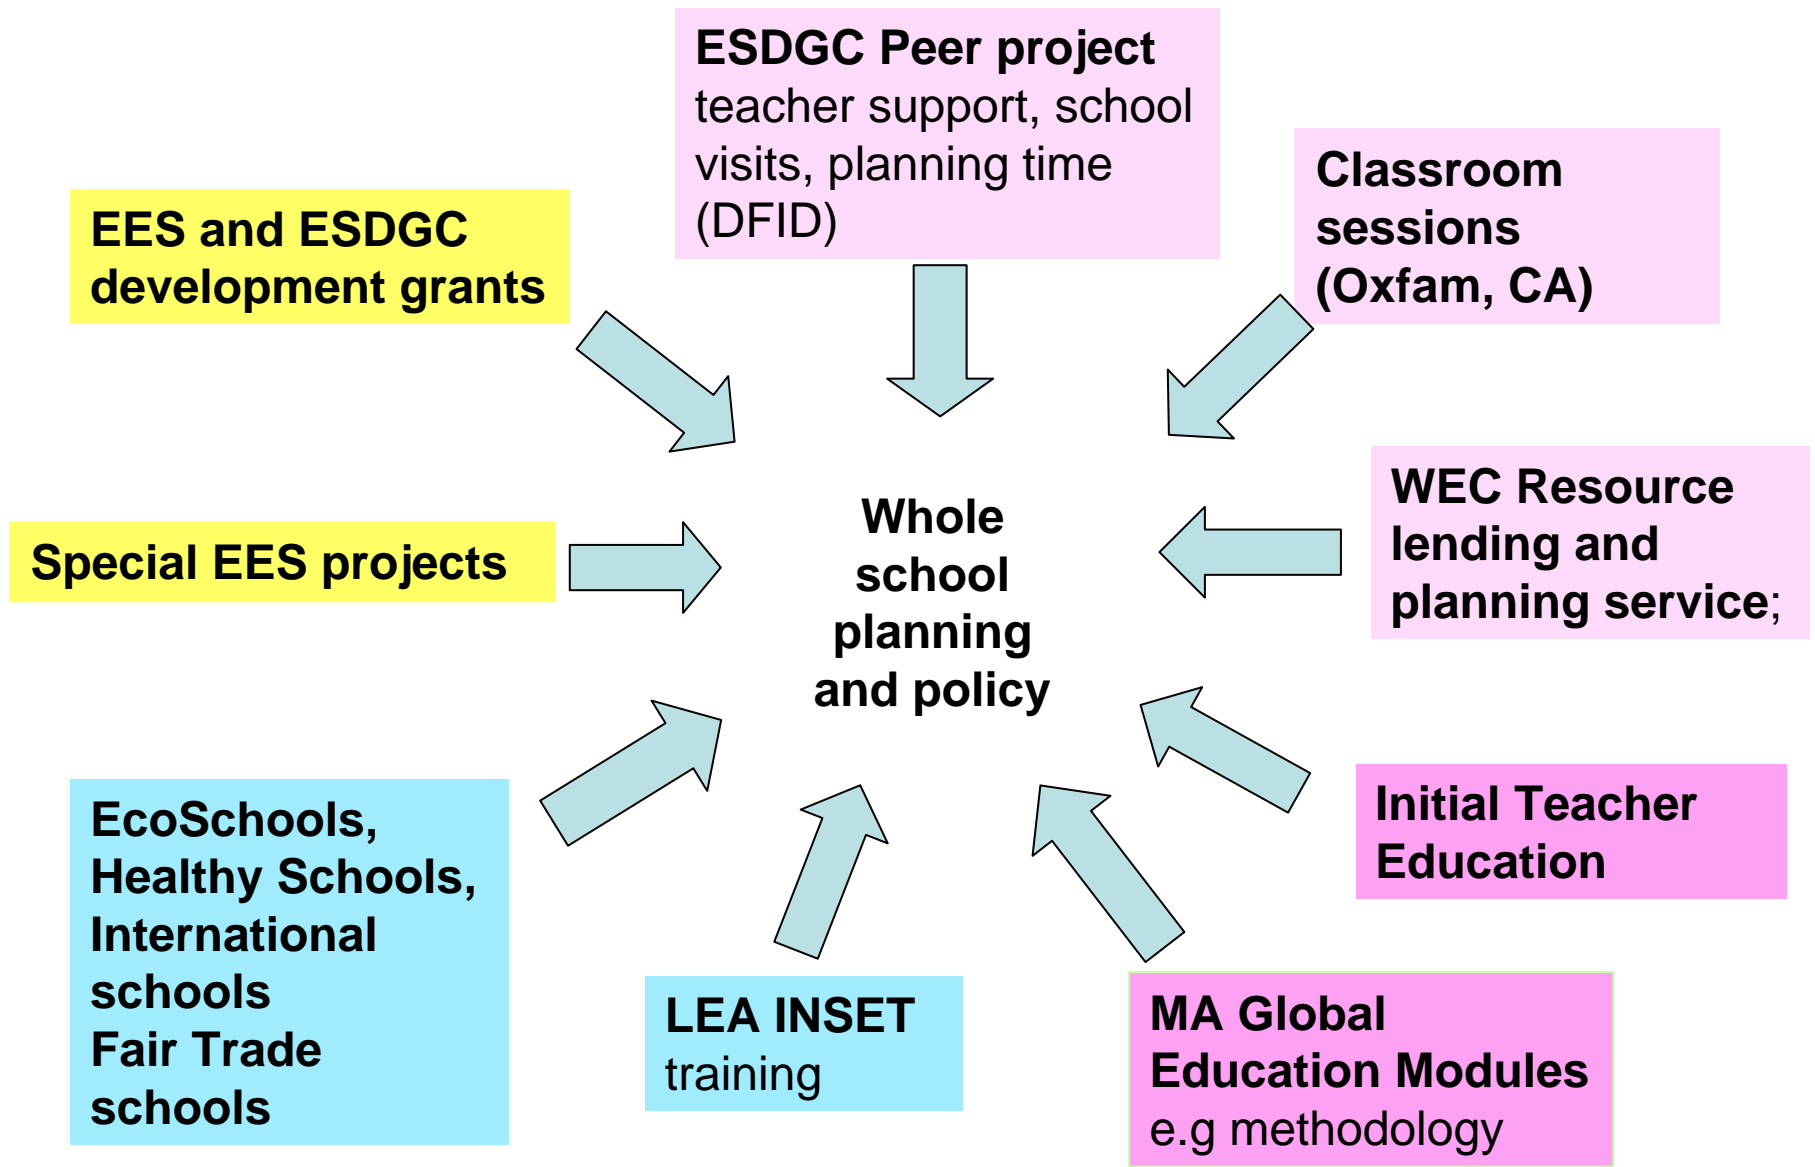 ESDGC Peer project
teacher support, school
visits, planning time
(DFID)
Classroom
sessions
(Oxfam, CA)
EES and ESDGC
development grants
WEC Resource
lending and
planning service;
Special EES projects
Whole
school
planning
and policy
Initial Teacher
Education
EcoSchools,
Healthy Schools,
International
schools
Fair Trade
schools
LEA INSET
training
MA Global
Education Modules
e.g methodology